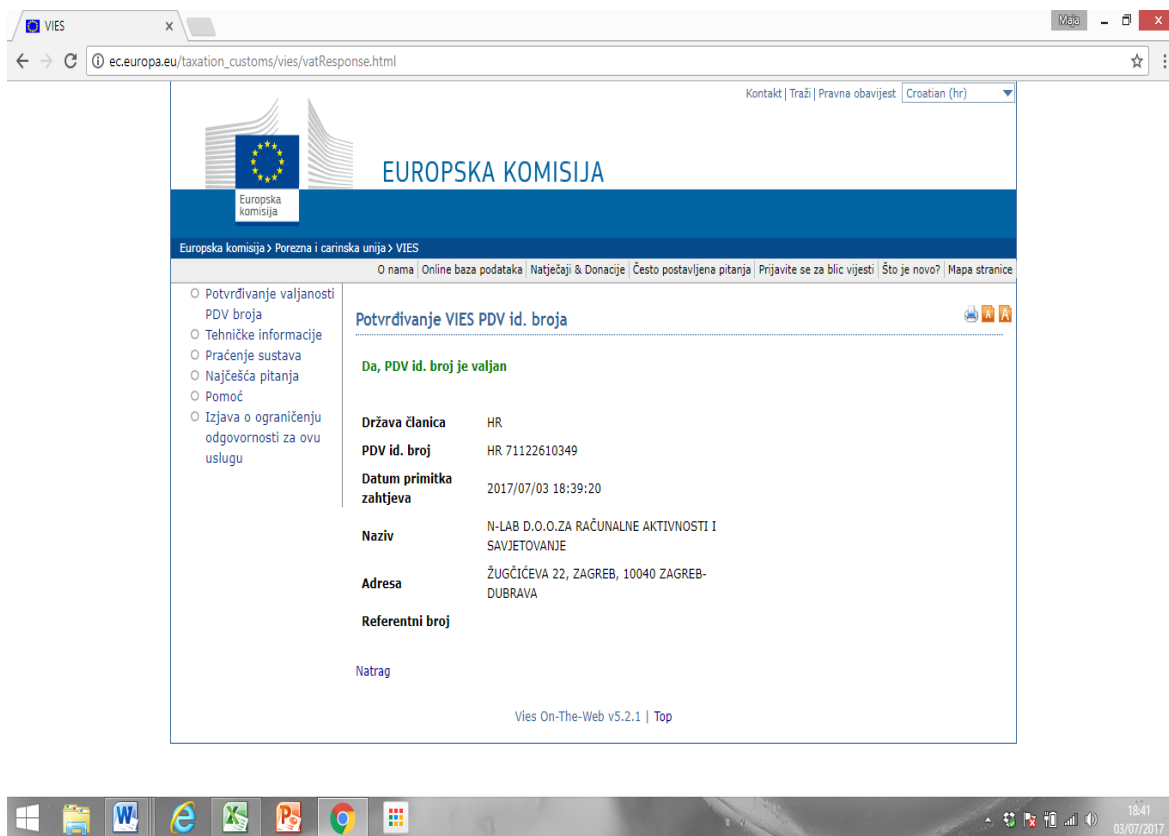 VIES
Maja
ec.europa.eu/taxation_customs/vies/vatResponse.html
Kontakt | Traži | Pravna obavijest Croatian (hr)
EUROPSKA KOMISIJA
Europska
komisija
Europska komisija > Porezna i carinska unija > VIES
O nama | Online baza podataka | Natječaji & Donacije | Često postavljena pitanja | Prijavite se za blic vijesti | Što je novo? | Mapa stranice
Potvrđivanje valjanosti
PDV broja
Tehničke informacije
Praćenje sustava
Najčešća pitanja
Pomoć
Izjava o ograničenju
odgovornosti za ovu
uslugu
Potvrđivanje VIES PDV id. broja
A A
Da, PDV id. broj je valjan
Država članica HR
PDV id. broj HR 71122610349
Datum primitka
zahtjeva 2017/07/03 18:39:20
Naziv N-LAB D.O.O.ZA RAČUNALNE AKTIVNOSTI I
SAVJETOVANJE
Adresa ŽUGČIĆEVA 22, ZAGREB, 10040 ZAGREB-
DUBRAVA
Referentni broj
Natrag
Vies On-The-Web v5.2.1 | Top
18:41
03/07/2017